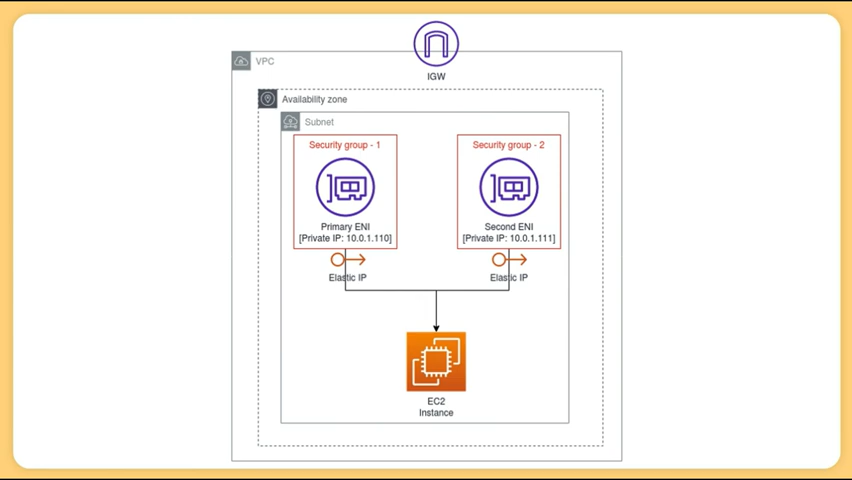 IGW
VPC
Availability zone
Subnet
Security group - 1
Security group - 2
Primary ENI
[Private IP: 10.0.1.110]
Second ENI
[Private IP: 10.0.1.111]
Elastic IP
Elastic IP
EC2
Instance